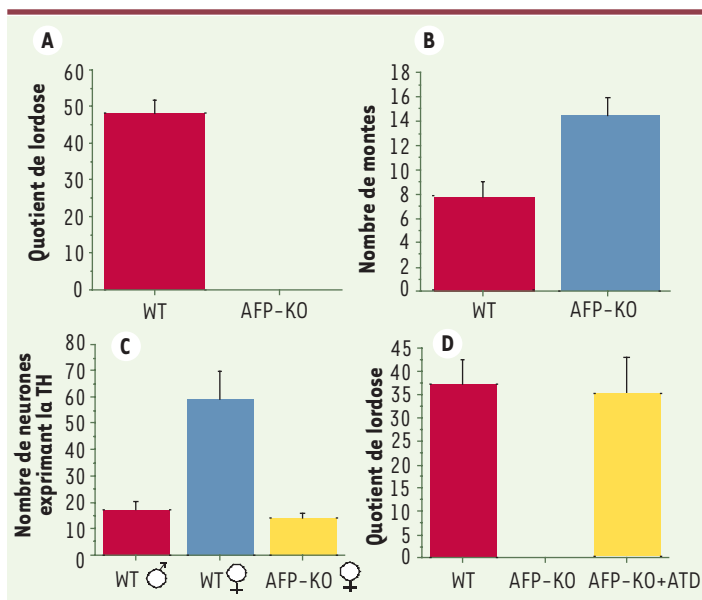 A
Quotient de lordose
60
50
40
30
20
10
0
WT AFP-KO
B
Nombre de montes
18
16
14
12
10
8
6
4
2
0
WT AFP-KO
C
Nombre de neurones
exprimant la TH
80
70
60
50
40
30
20
10
0
WT ♂ WT ♀ AFP-KO ♀
D
Quotient de lordose
45
40
35
30
25
20
15
10
5
0
WT AFP-KO AFP-KO+ATD